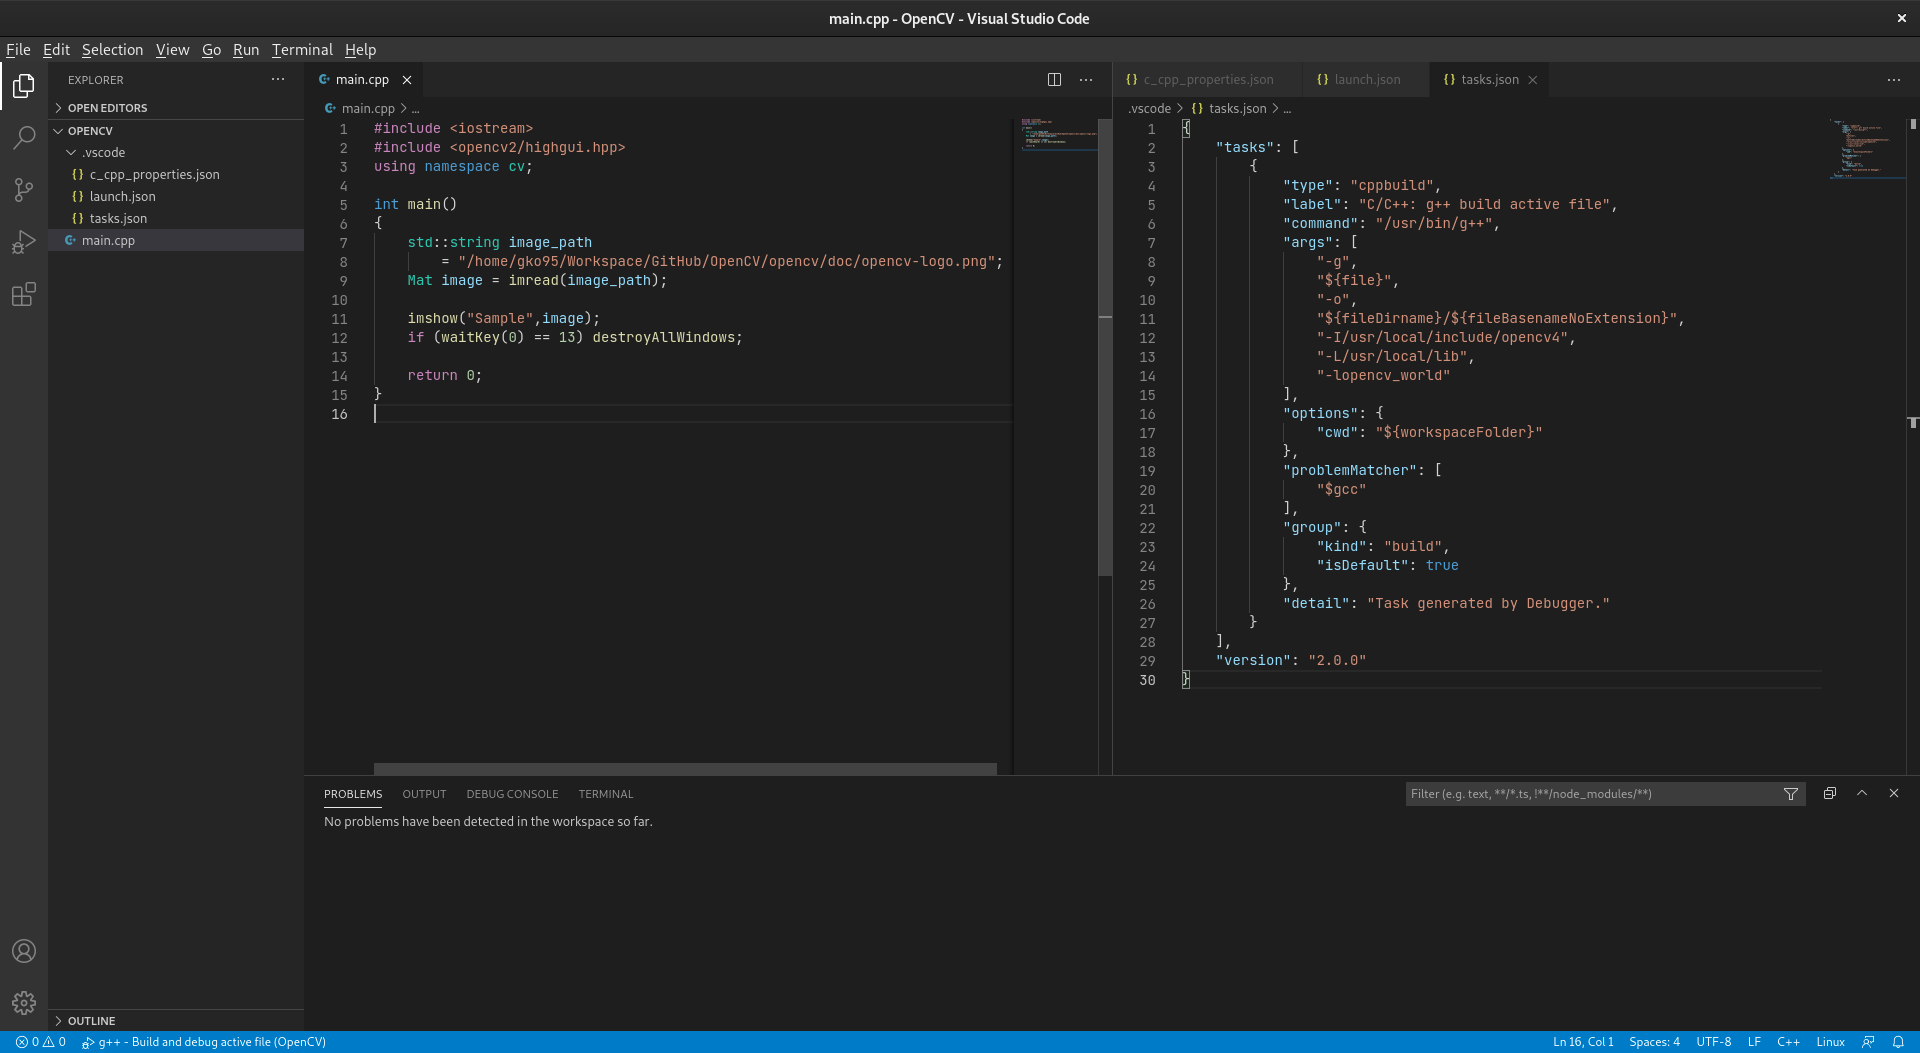 main.cpp - OpenCV - Visual Studio Code
File Edit Selection View Go Run Terminal Help
EXPLORER
OPEN EDITORS
OPENCV
.vscode
c_cpp_properties.json
launch.json
tasks.json
main.cpp
OUTLINE
main.cpp
main.cpp > ...
1 #include <iostream>
2 #include <opencv2/highgui.hpp>
3 using namespace cv;
4
5 int main()
6 {
7 std::string image_path
8 = "/home/gko95/Workspace/GitHub/OpenCV/opencv/doc/opencv-logo.png";
9 Mat image = imread(image_path);
10
11 imshow("Sample",image);
12 if (waitKey(0) == 13) destroyAllWindows;
13
14 return 0;
15 }
16
c_cpp_properties.json launch.json tasks.json
.vscode > tasks.json > ...
1 {
2 "tasks": [
3 {
4 "type": "cppbuild",
5 "label": "C/C++: g++ build active file",
6 "command": "/usr/bin/g++",
7 "args": [
8 "-g",
9 "${file}",
10 "-o",
11 "${fileDirname}/${fileBasenameNoExtension}",
12 "-I/usr/local/include/opencv4",
13 "-L/usr/local/lib",
14 "-lopencv_world"
15 ],
16 "options": {
17 "cwd": "${workspaceFolder}"
18 },
19 "problemMatcher": [
20 "$gcc"
21 ],
22 "group": {
23 "kind": "build",
24 "isDefault": true
25 },
26 "detail": "Task generated by Debugger."
27 }
28 ],
29 "version": "2.0.0"
30 }
PROBLEMS OUTPUT DEBUG CONSOLE TERMINAL
Filter (e.g. text, **/*.ts, !**/node_modules/**)
No problems have been detected in the workspace so far.
0 0 g++ - Build and debug active file (OpenCV)
Ln 16, Col 1 Spaces: 4 UTF-8 LF C++ Linux